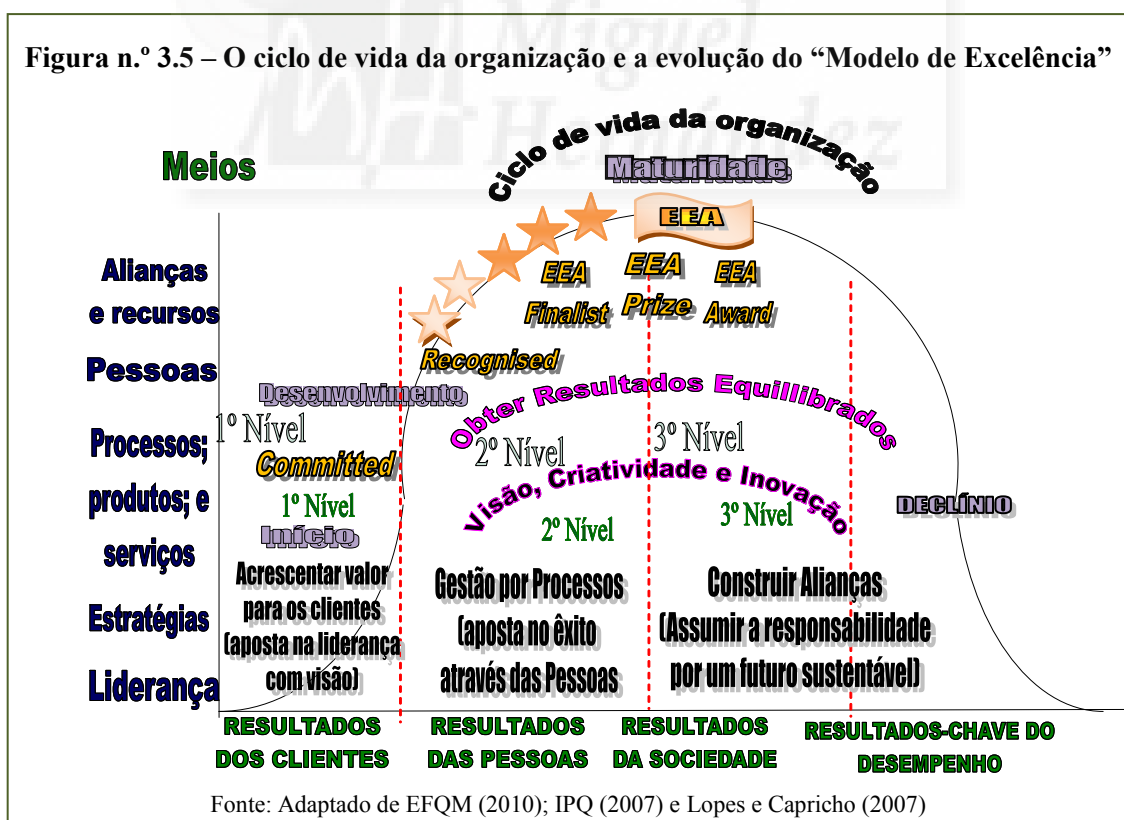 Miguel
Hernández
Figura n.º 3.5 – O ciclo de vida da organização e a evolução do “Modelo de Excelência”
Ciclo de vida da organização
Meios
Maturidade
EEA
Alianças
e recursos
EEA
Finalist
EEA
Prize
EEA
Award
Recognised
Pessoas
Desenvolvimento
Obter Resultados Equillibrados
1º Nível
2º Nível
3º Nível
Processos;
produtos; e
serviços
Committed
Visão, Criatividade e Inovação
1º Nível
2º Nível
3º Nível
DECLÍNIO
Início
Acrescentar valor
para os clientes
(aposta na liderança
com visão)
Gestão por Processos
(aposta no êxito
através das Pessoas
Construir Alianças
(Assumir a responsabilidade
por um futuro sustentável)
Estratégias
Liderança
RESULTADOS
DOS CLIENTES
RESULTADOS
DAS PESSOAS
RESULTADOS
DA SOCIEDADE
RESULTADOS-CHAVE DO
DESEMPENHO
Fonte: Adaptado de EFQM (2010); IPQ (2007) e Lopes e Capricho (2007)